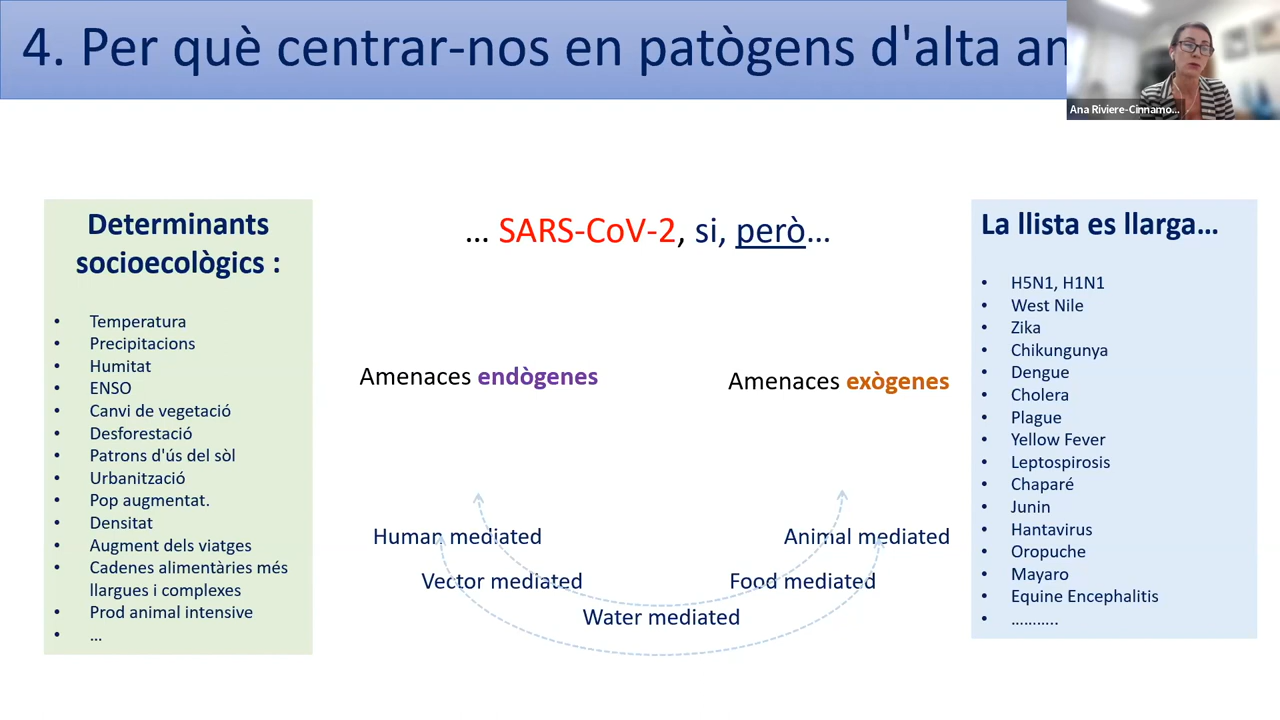 4. Per què centrar-nos en patògens d'alta
Ana Riviere-Cinnamo...
Determinants
socioecològics :
• Temperatura
• Precipitacions
• Humitat
• ENSO
• Canvi de vegetació
• Desforestació
• Patrons d'ús del sòl
• Urbanització
• Pop augmentat.
• Densitat
• Augment dels viatges
• Cadenes alimentàries més
llargues i complexes
• Prod animal intensive
• ...
... SARS-CoV-2, si, però...
Amenaces endògenes
Amenaces exògenes
Human mediated
Animal mediated
Vector mediated
Food mediated
Water mediated
La llista es llarga...
• H5N1, H1N1
• West Nile
• Zika
• Chikungunya
• Dengue
• Cholera
• Plague
• Yellow Fever
• Leptospirosis
• Chaparé
• Junin
• Hantavirus
• Oropuche
• Mayaro
• Equine Encephalitis
• ………..